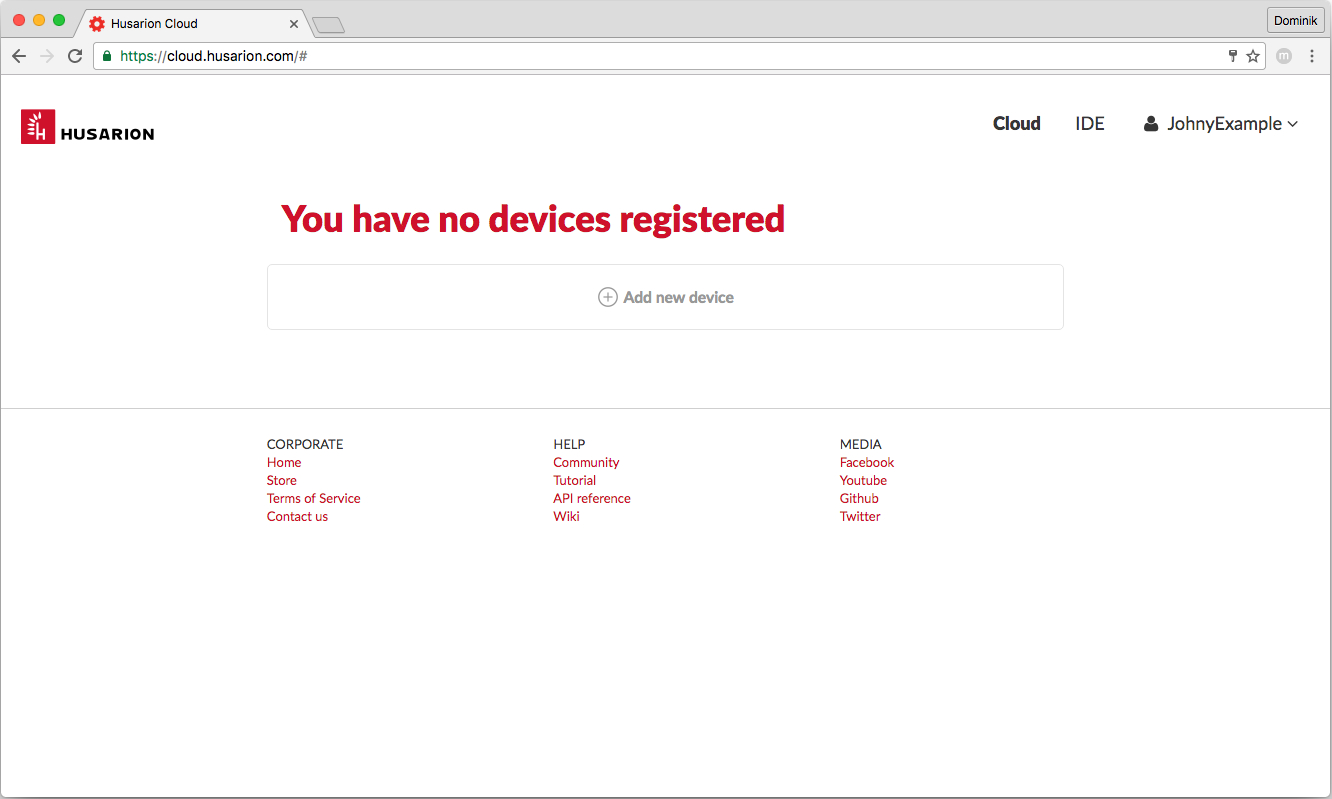 Husarion Cloud
Dominik
https://cloud.husarion.com/#
m
HUSARION
Cloud IDE JohnyExample
You have no devices registered
Add new device
CORPORATE
Home
Store
Terms of Service
Contact us
HELP
Community
Tutorial
API reference
Wiki
MEDIA
Facebook
Youtube
Github
Twitter